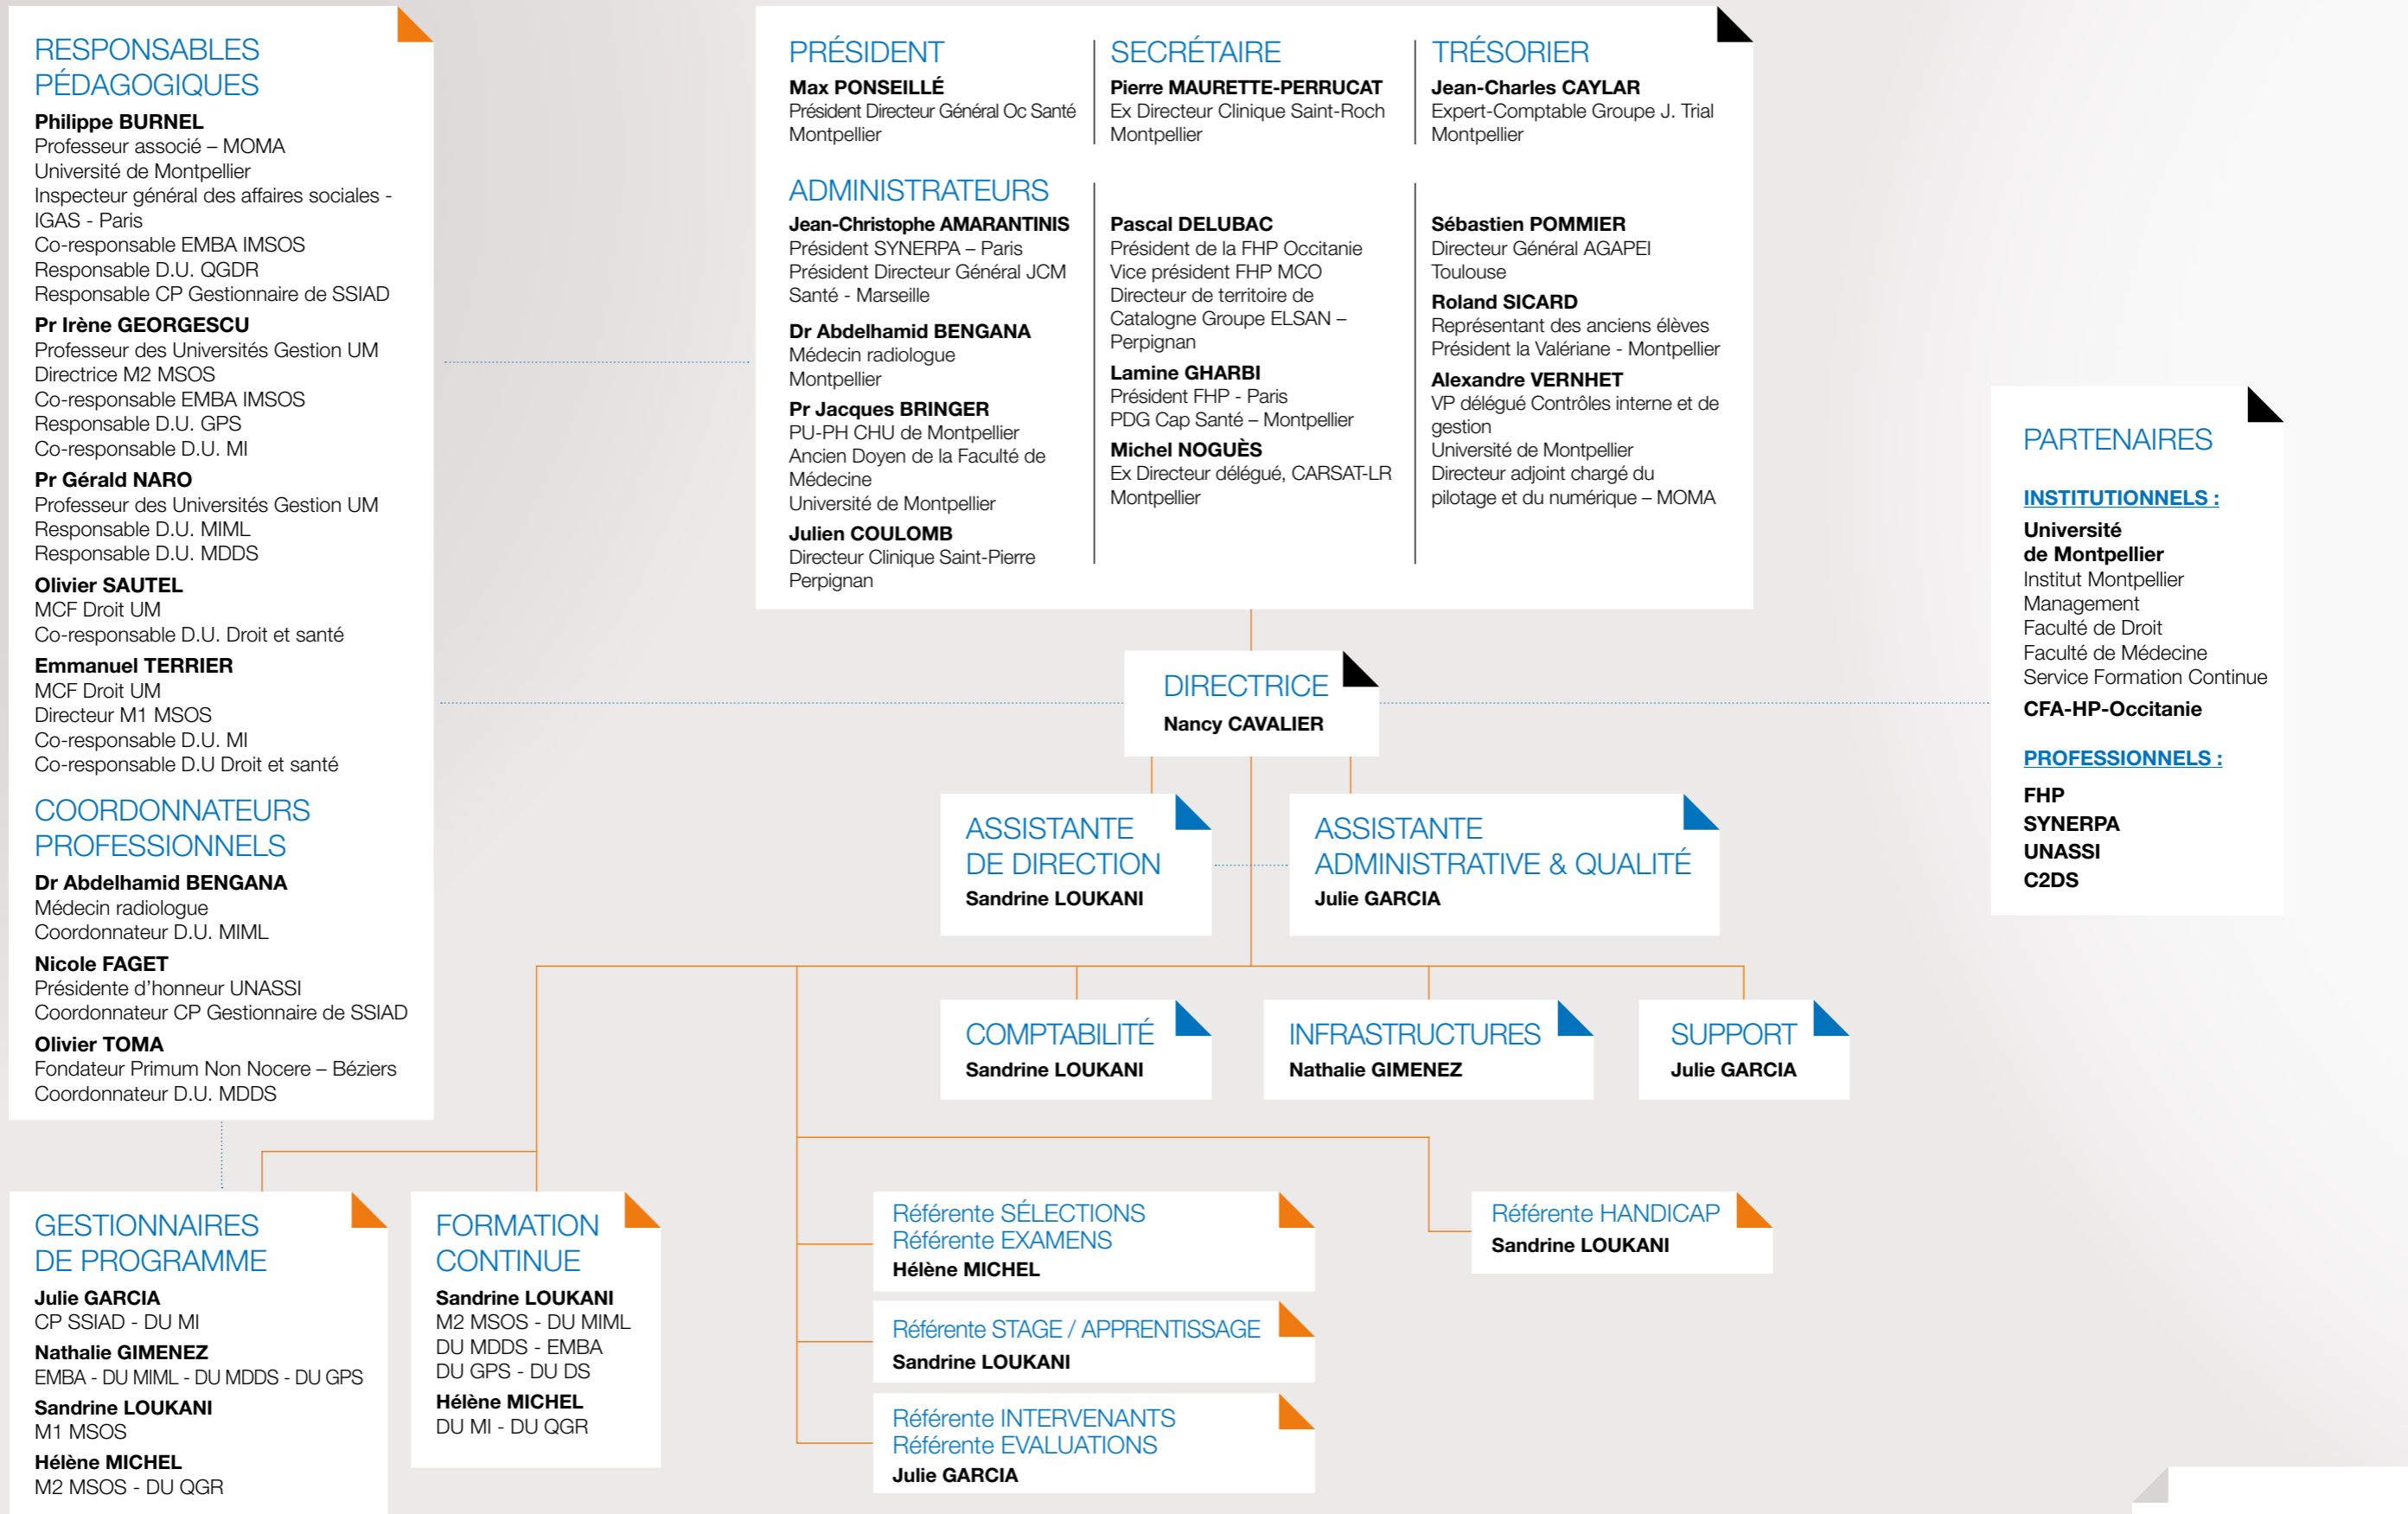 RESPONSABLES
PÉDAGOGIQUES
Philippe BURNEL
Professeur associé – MOMA
Université de Montpellier
Inspecteur général des affaires sociales -
IGAS - Paris
Co-responsable EMBA IMSOS
Responsable D.U. QGDR
Responsable CP Gestionnaire de SSIAD
Pr Irène GEORGESCU
Professeur des Universités Gestion UM
Directrice M2 MSOS
Co-responsable EMBA IMSOS
Responsable D.U. GPS
Co-responsable D.U. MI
Pr Gérald NARO
Professeur des Universités Gestion UM
Responsable D.U. MIML
Responsable D.U. MDDS
Olivier SAUTEL
MCF Droit UM
Co-responsable D.U. Droit et santé
Emmanuel TERRIER
MCF Droit UM
Directeur M1 MSOS
Co-responsable D.U. MI
Co-responsable D.U Droit et santé
COORDONNATEURS
PROFESSIONNELS
Dr Abdelhamid BENGANA
Médecin radiologue
Coordonnateur D.U. MIML
Nicole FAGET
Présidente d'honneur UNASSI
Coordonnateur CP Gestionnaire de SSIAD
Olivier TOMA
Fondateur Primum Non Nocere – Béziers
Coordonnateur D.U. MDDS
PRÉSIDENT
Max PONSEILLÉ
Président Directeur Général Oc Santé
Montpellier
SECRÉTAIRE
Pierre MAURETTE-PERRUCAT
Ex Directeur Clinique Saint-Roch
Montpellier
TRÉSORIER
Jean-Charles CAYLAR
Expert-Comptable Groupe J. Trial
Montpellier
ADMINISTRATEURS
Jean-Christophe AMARANTINIS
Président SYNERPA – Paris
Président Directeur Général JCM
Santé - Marseille
Dr Abdelhamid BENGANA
Médecin radiologue
Montpellier
Pr Jacques BRINGER
PU-PH CHU de Montpellier
Ancien Doyen de la Faculté de
Médecine
Université de Montpellier
Julien COULOMB
Directeur Clinique Saint-Pierre
Perpignan
Pascal DELUBAC
Président de la FHP Occitanie
Vice président FHP MCO
Directeur de territoire de
Catalogne Groupe ELSAN –
Perpignan
Lamine GHARBI
Président FHP - Paris
PDG Cap Santé – Montpellier
Michel NOGUÈS
Ex Directeur délégué, CARSAT-LR
Montpellier
Sébastien POMMIER
Directeur Général AGAPEI
Toulouse
Roland SICARD
Représentant des anciens élèves
Président la Valériane - Montpellier
Alexandre VERNHET
VP délégué Contrôles interne et de
gestion
Université de Montpellier
Directeur adjoint chargé du
pilotage et du numérique – MOMA
PARTENAIRES
INSTITUTIONNELS :
Université
de Montpellier
Institut Montpellier
Management
Faculté de Droit
Faculté de Médecine
Service Formation Continue
CFA-HP-Occitanie
PROFESSIONNELS :
FHP
SYNERPA
UNASSI
C2DS
DIRECTRICE
Nancy CAVALIER
ASSISTANTE
DE DIRECTION
Sandrine LOUKANI
ASSISTANTE
ADMINISTRATIVE & QUALITÉ
Julie GARCIA
COMPTABILITÉ
Sandrine LOUKANI
INFRASTRUCTURES
Nathalie GIMENEZ
SUPPORT
Julie GARCIA
GESTIONNAIRES
DE PROGRAMME
Julie GARCIA
CP SSIAD - DU MI
Nathalie GIMENEZ
EMBA - DU MIML - DU MDDS - DU GPS
Sandrine LOUKANI
M1 MSOS
Hélène MICHEL
M2 MSOS - DU QGR
FORMATION
CONTINUE
Sandrine LOUKANI
M2 MSOS - DU MIML
DU MDDS - EMBA
DU GPS - DU DS
Hélène MICHEL
DU MI - DU QGR
Référente SÉLECTIONS
Référente EXAMENS
Hélène MICHEL
Référente STAGE / APPRENTISSAGE
Sandrine LOUKANI
Référente INTERVENANTS
Référente EVALUATIONS
Julie GARCIA
Référente HANDICAP
Sandrine LOUKANI